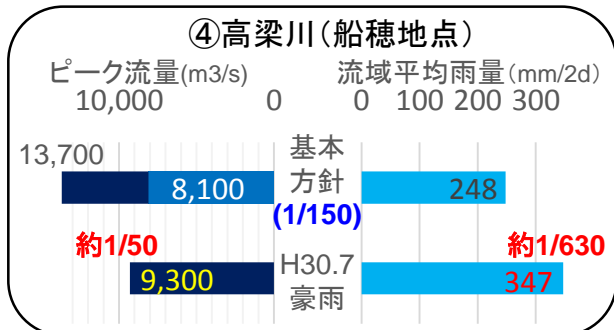 ④高梁川（船穂地点）
ピーク流量(m3/s) 流域平均雨量（mm/2d）
10,000 0 0 100 200 300
13,700 基本
8,100 方針 248
(1/150)
約1/50 約1/630
9,300 H30.7 347
豪雨